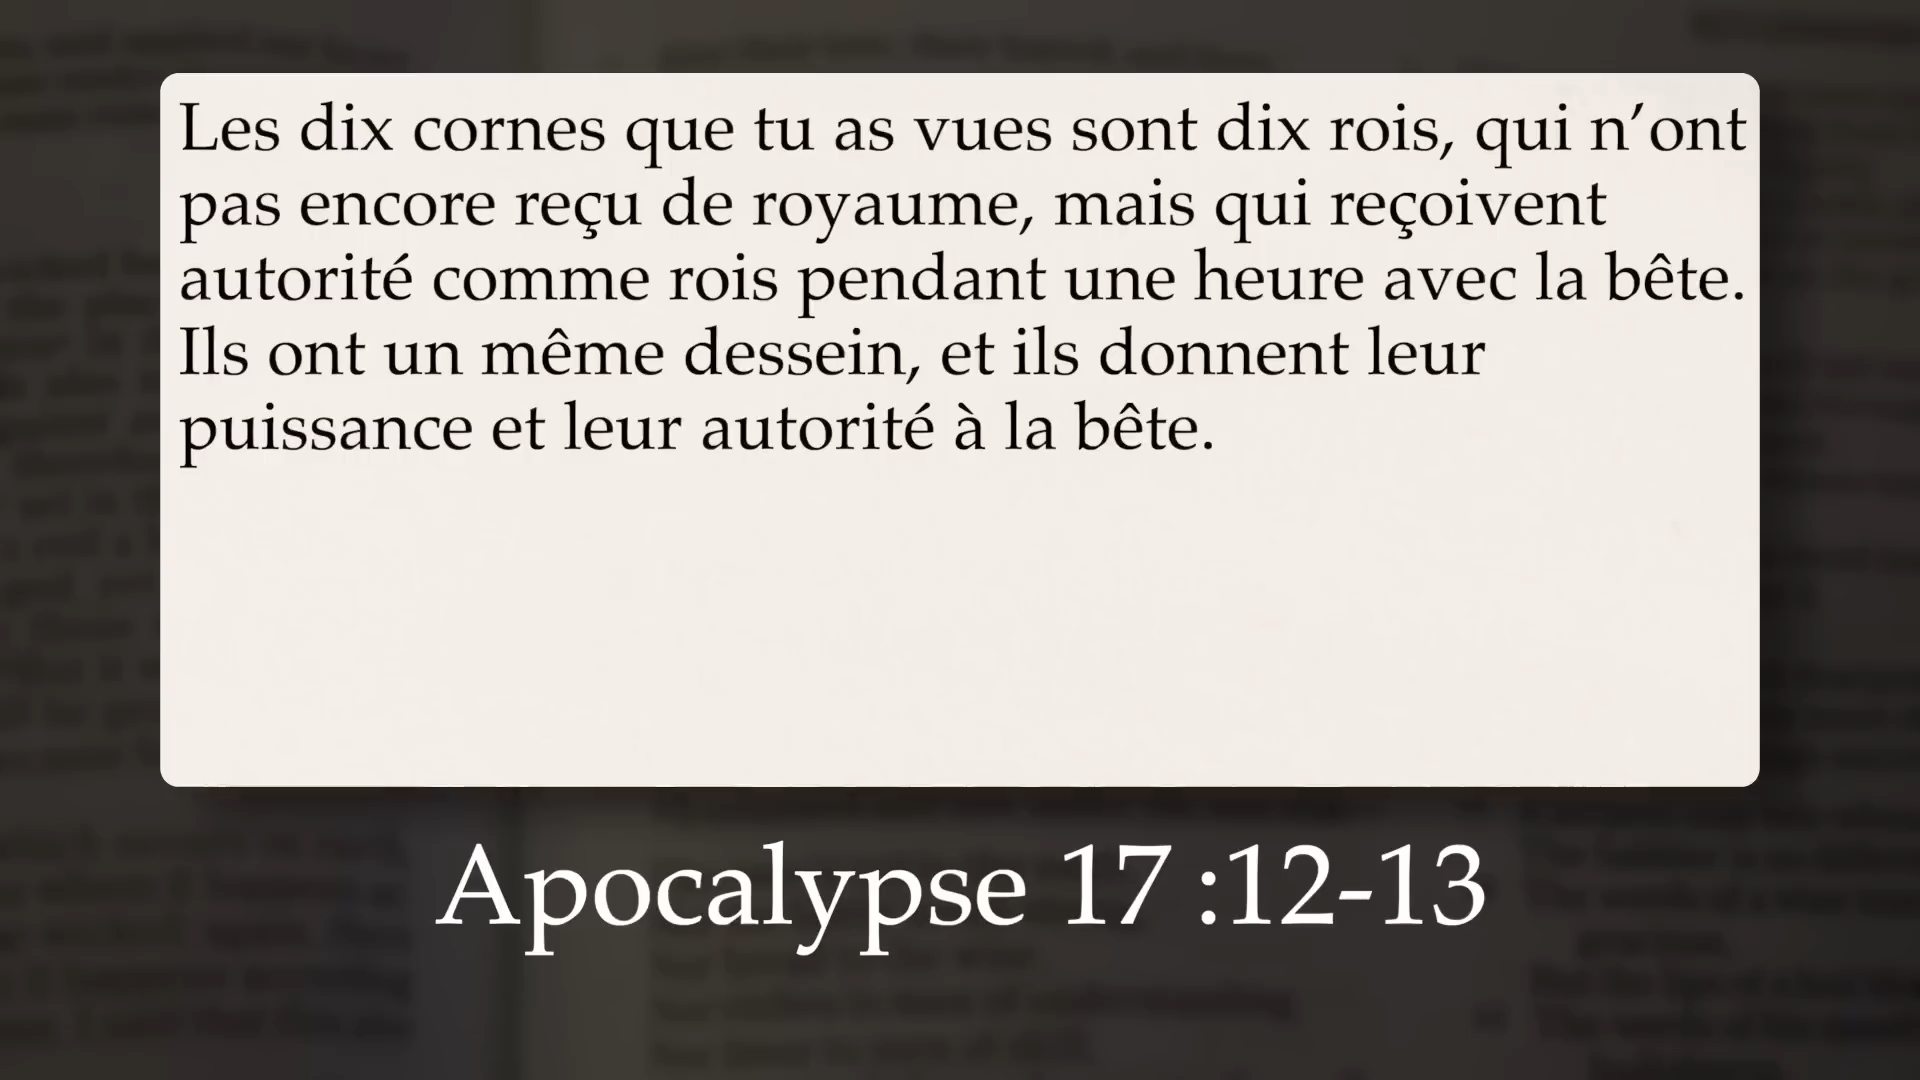 Les dix cornes que tu as vues sont dix rois, qui n’ont
pas encore reçu de royaume, mais qui reçoivent
autorité comme rois pendant une heure avec la bête.
Ils ont un même dessein, et ils donnent leur
puissance et leur autorité à la bête.
Apocalypse 17 :12-13